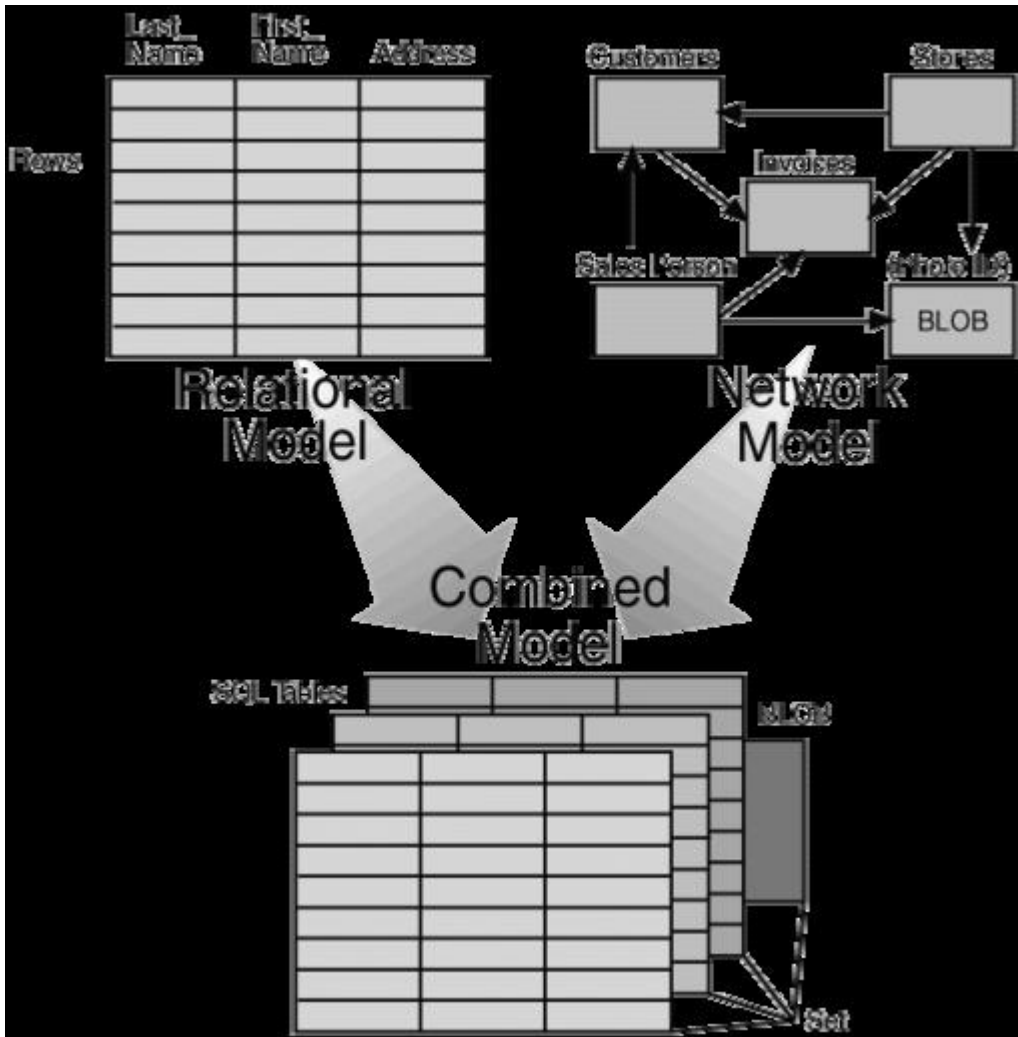 Last_
Name
First_
Name
Address
Rows
Relational
Model
Customers
Stores
Invoices
Sales Person
BLOB
Network
Model
Combined
Model
SQL Tables
BLOB
Set